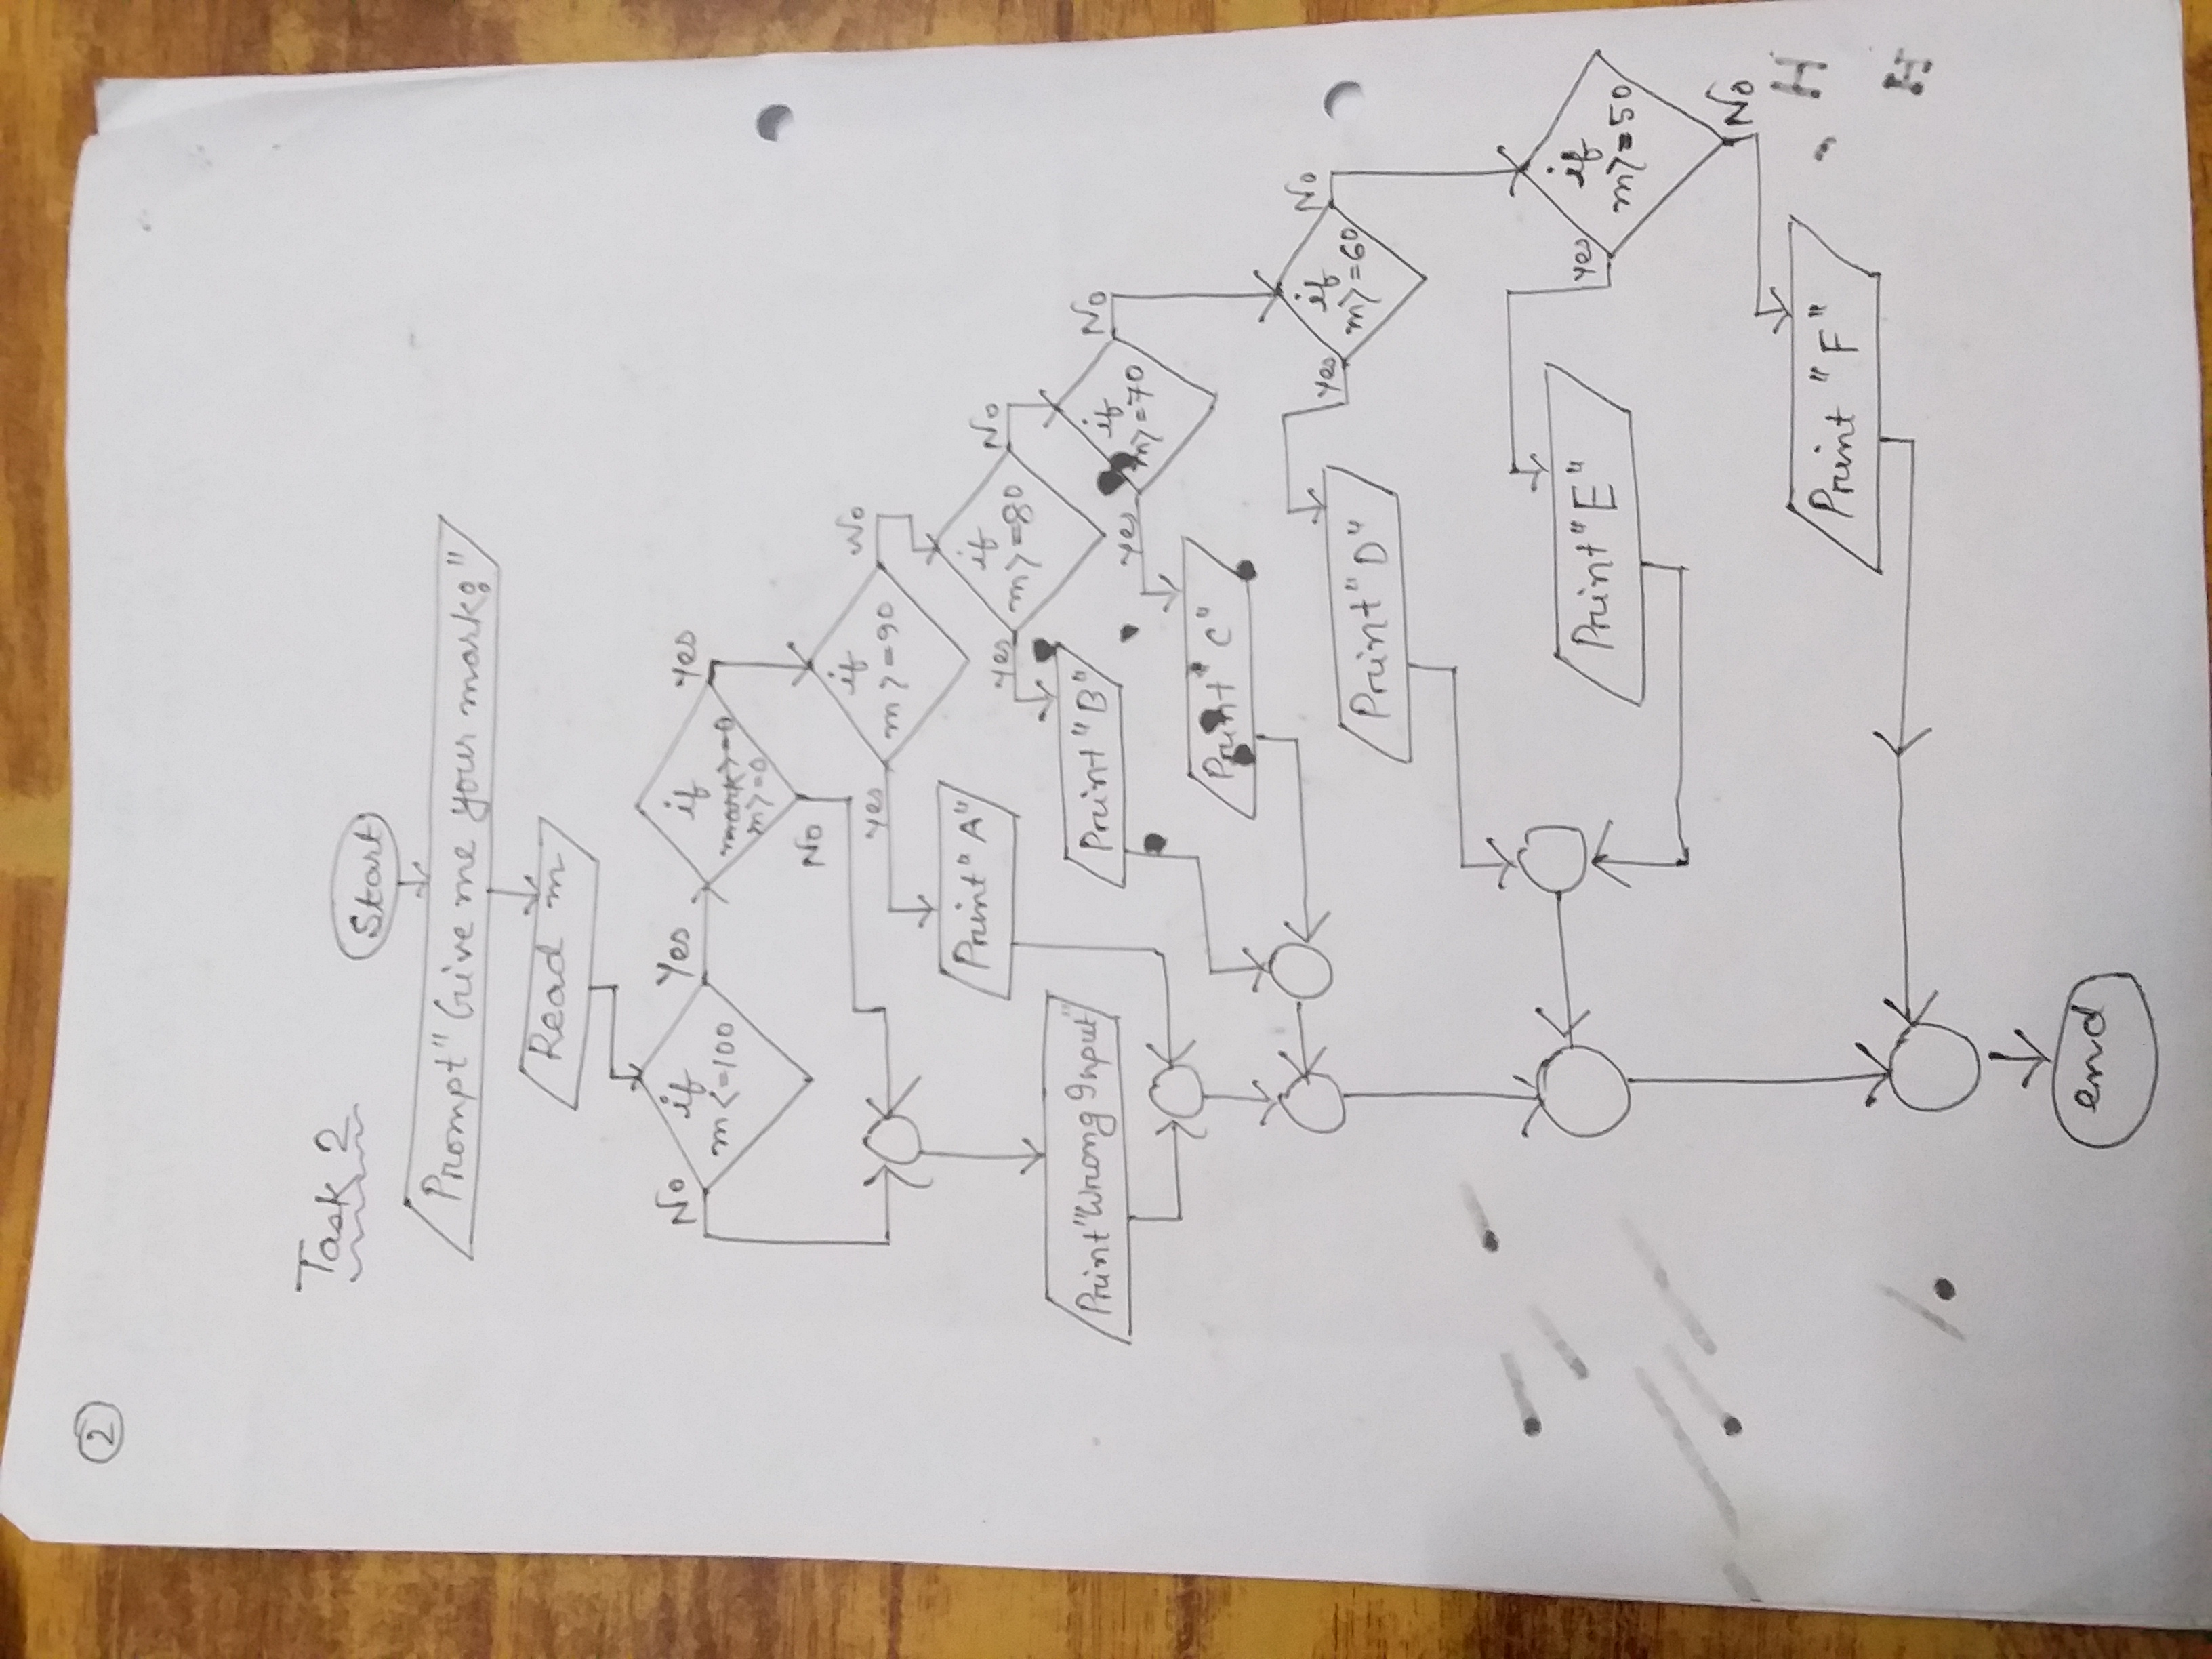 2
Task 2
Start
Prompt "Give me your mark:"
Read m
No
if
m<=100
Yes
if
mark>=0
m>=0
Yes
No
if
m>=90
Yes
No
Print "A"
if
m>=80
Yes
No
Print "Wrong Input"
Print "B"
if
m>=70
Yes
No
Print "C"
if
m>=60
Yes
No
Print "D"
if
m>=50
Yes
Print "E"
No
Print "F"
end